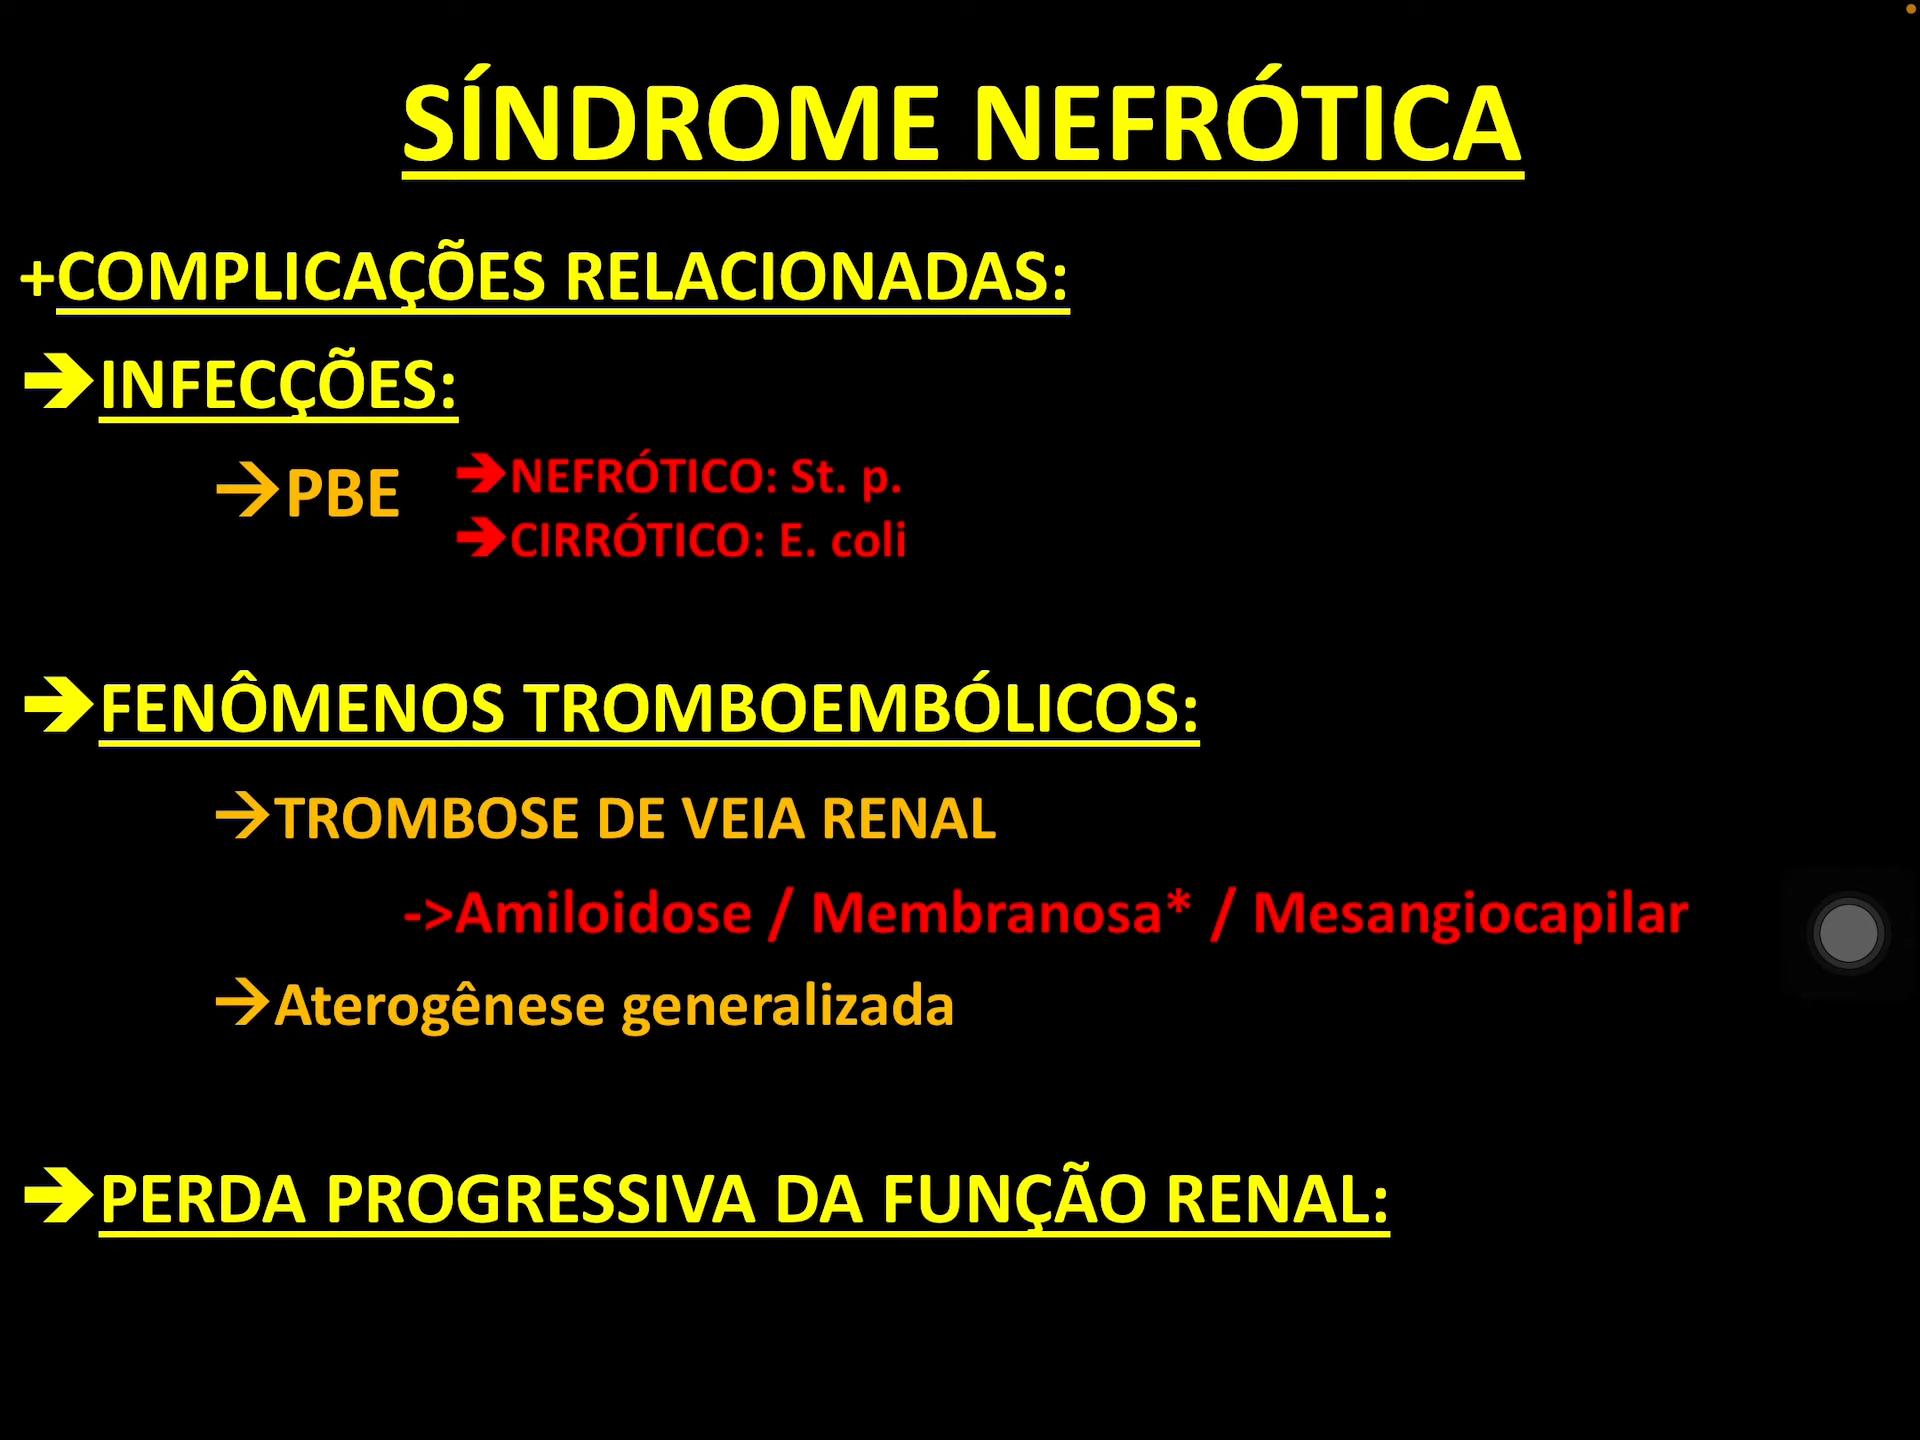 SÍNDROME NEFRÓTICA
+COMPLICAÇÕES RELACIONADAS:
➔INFECÇÕES:
→PBE
➔NEFRÓTICO: St. p.
➔CIRRÓTICO: E. coli
➔FENÔMENOS TROMBOEMBÓLICOS:
→TROMBOSE DE VEIA RENAL
->Amiloidose / Membranosa* / Mesangiocapilar
→Aterogênese generalizada
➔PERDA PROGRESSIVA DA FUNÇÃO RENAL: